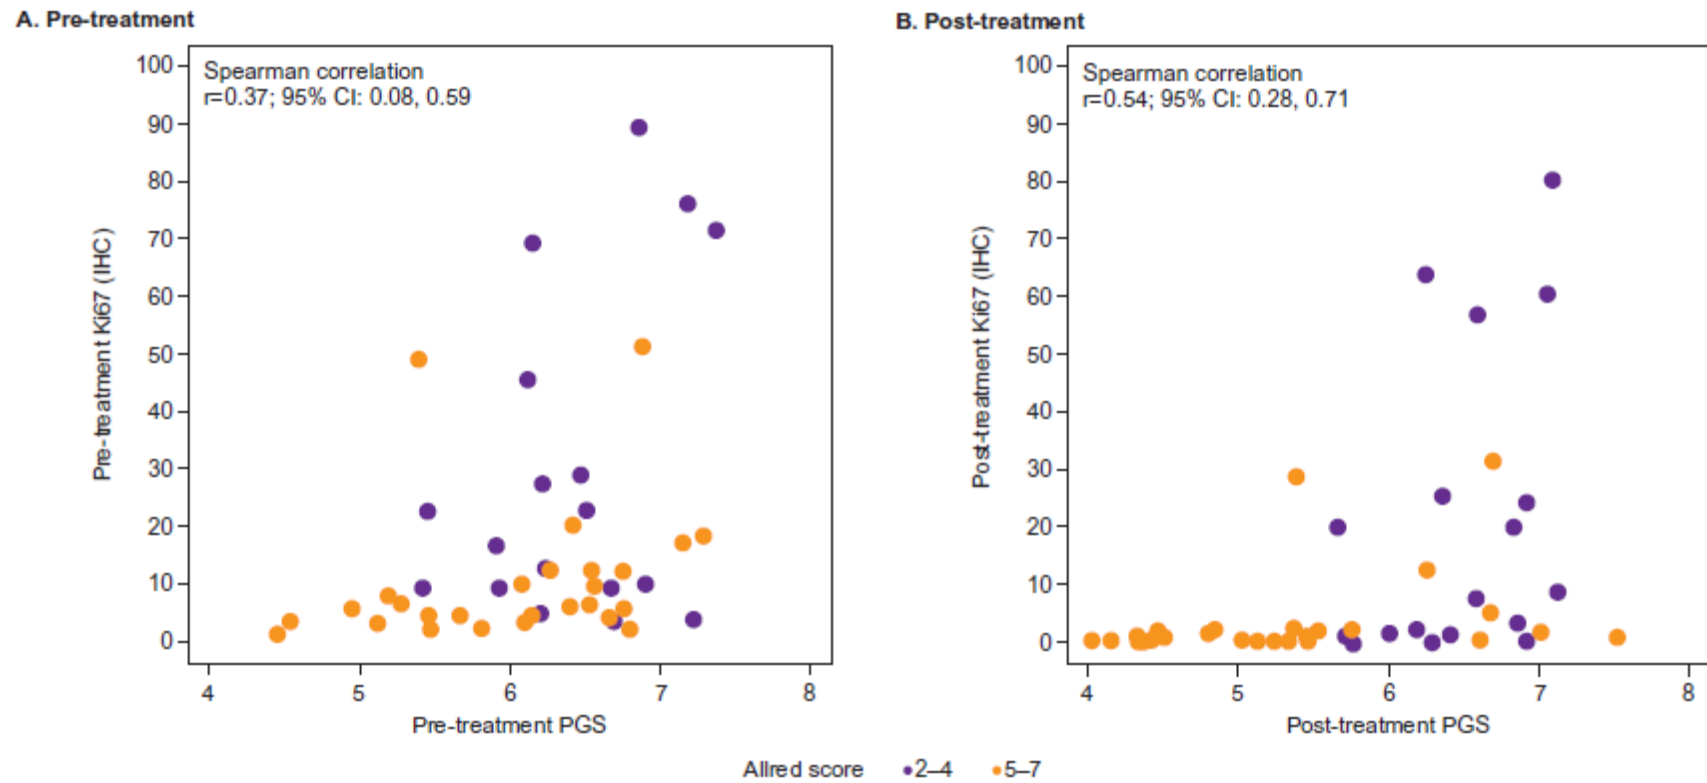 A. Pre-treatment
Spearman correlation
r=0.37; 95% CI: 0.08, 0.59
100
90
80
70
60
50
40
30
20
10
0
Pre-treatment Ki67 (IHC)
4 5 6 7 8
Pre-treatment PGS
B. Post-treatment
Spearman correlation
r=0.54; 95% CI: 0.28, 0.71
100
90
80
70
60
50
40
30
20
10
0
Post-treatment Ki67 (IHC)
4 5 6 7 8
Post-treatment PGS
Allred score 2–4 5–7